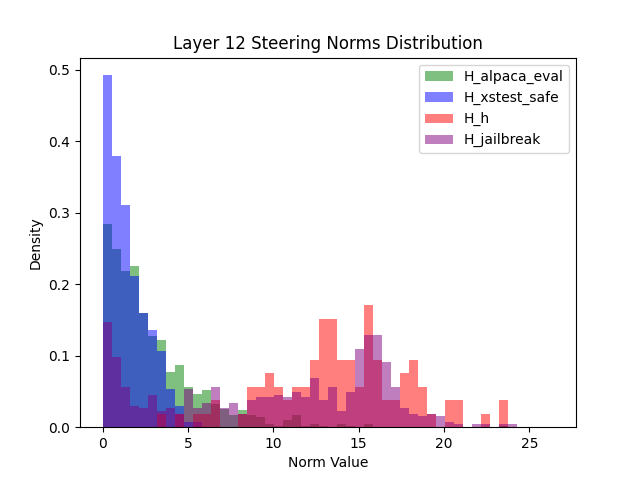 Layer 12 Steering Norms Distribution
H_alpaca_eval
H_xstest_safe
H_h
H_jailbreak
0.5
0.4
0.3
0.2
0.1
0.0
Density
0 5 10 15 20 25
Norm Value